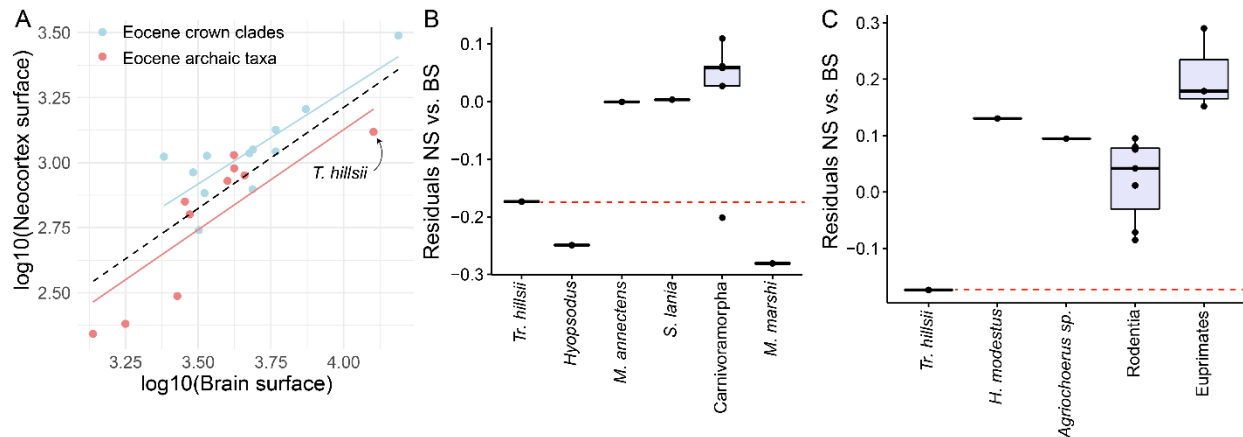 A
Eocene crown clades
Eocene archaic taxa
T. hillsii
log10(Neocortex surface)
3.50
3.25
3.00
2.75
2.50
3.25
3.50
3.75
4.00
log10(Brain surface)
B
Residuals NS vs. BS
0.1
0.0
−0.1
−0.2
−0.3
Tr. hillsii
Hyopsodus
M. annectens
S. lania
Carnivoramorpha
M. marshi
C
Residuals NS vs. BS
0.3
0.2
0.1
0.0
−0.1
Tr. hillsii
H. modestus
Agriochoerus sp.
Rodentia
Euprimates